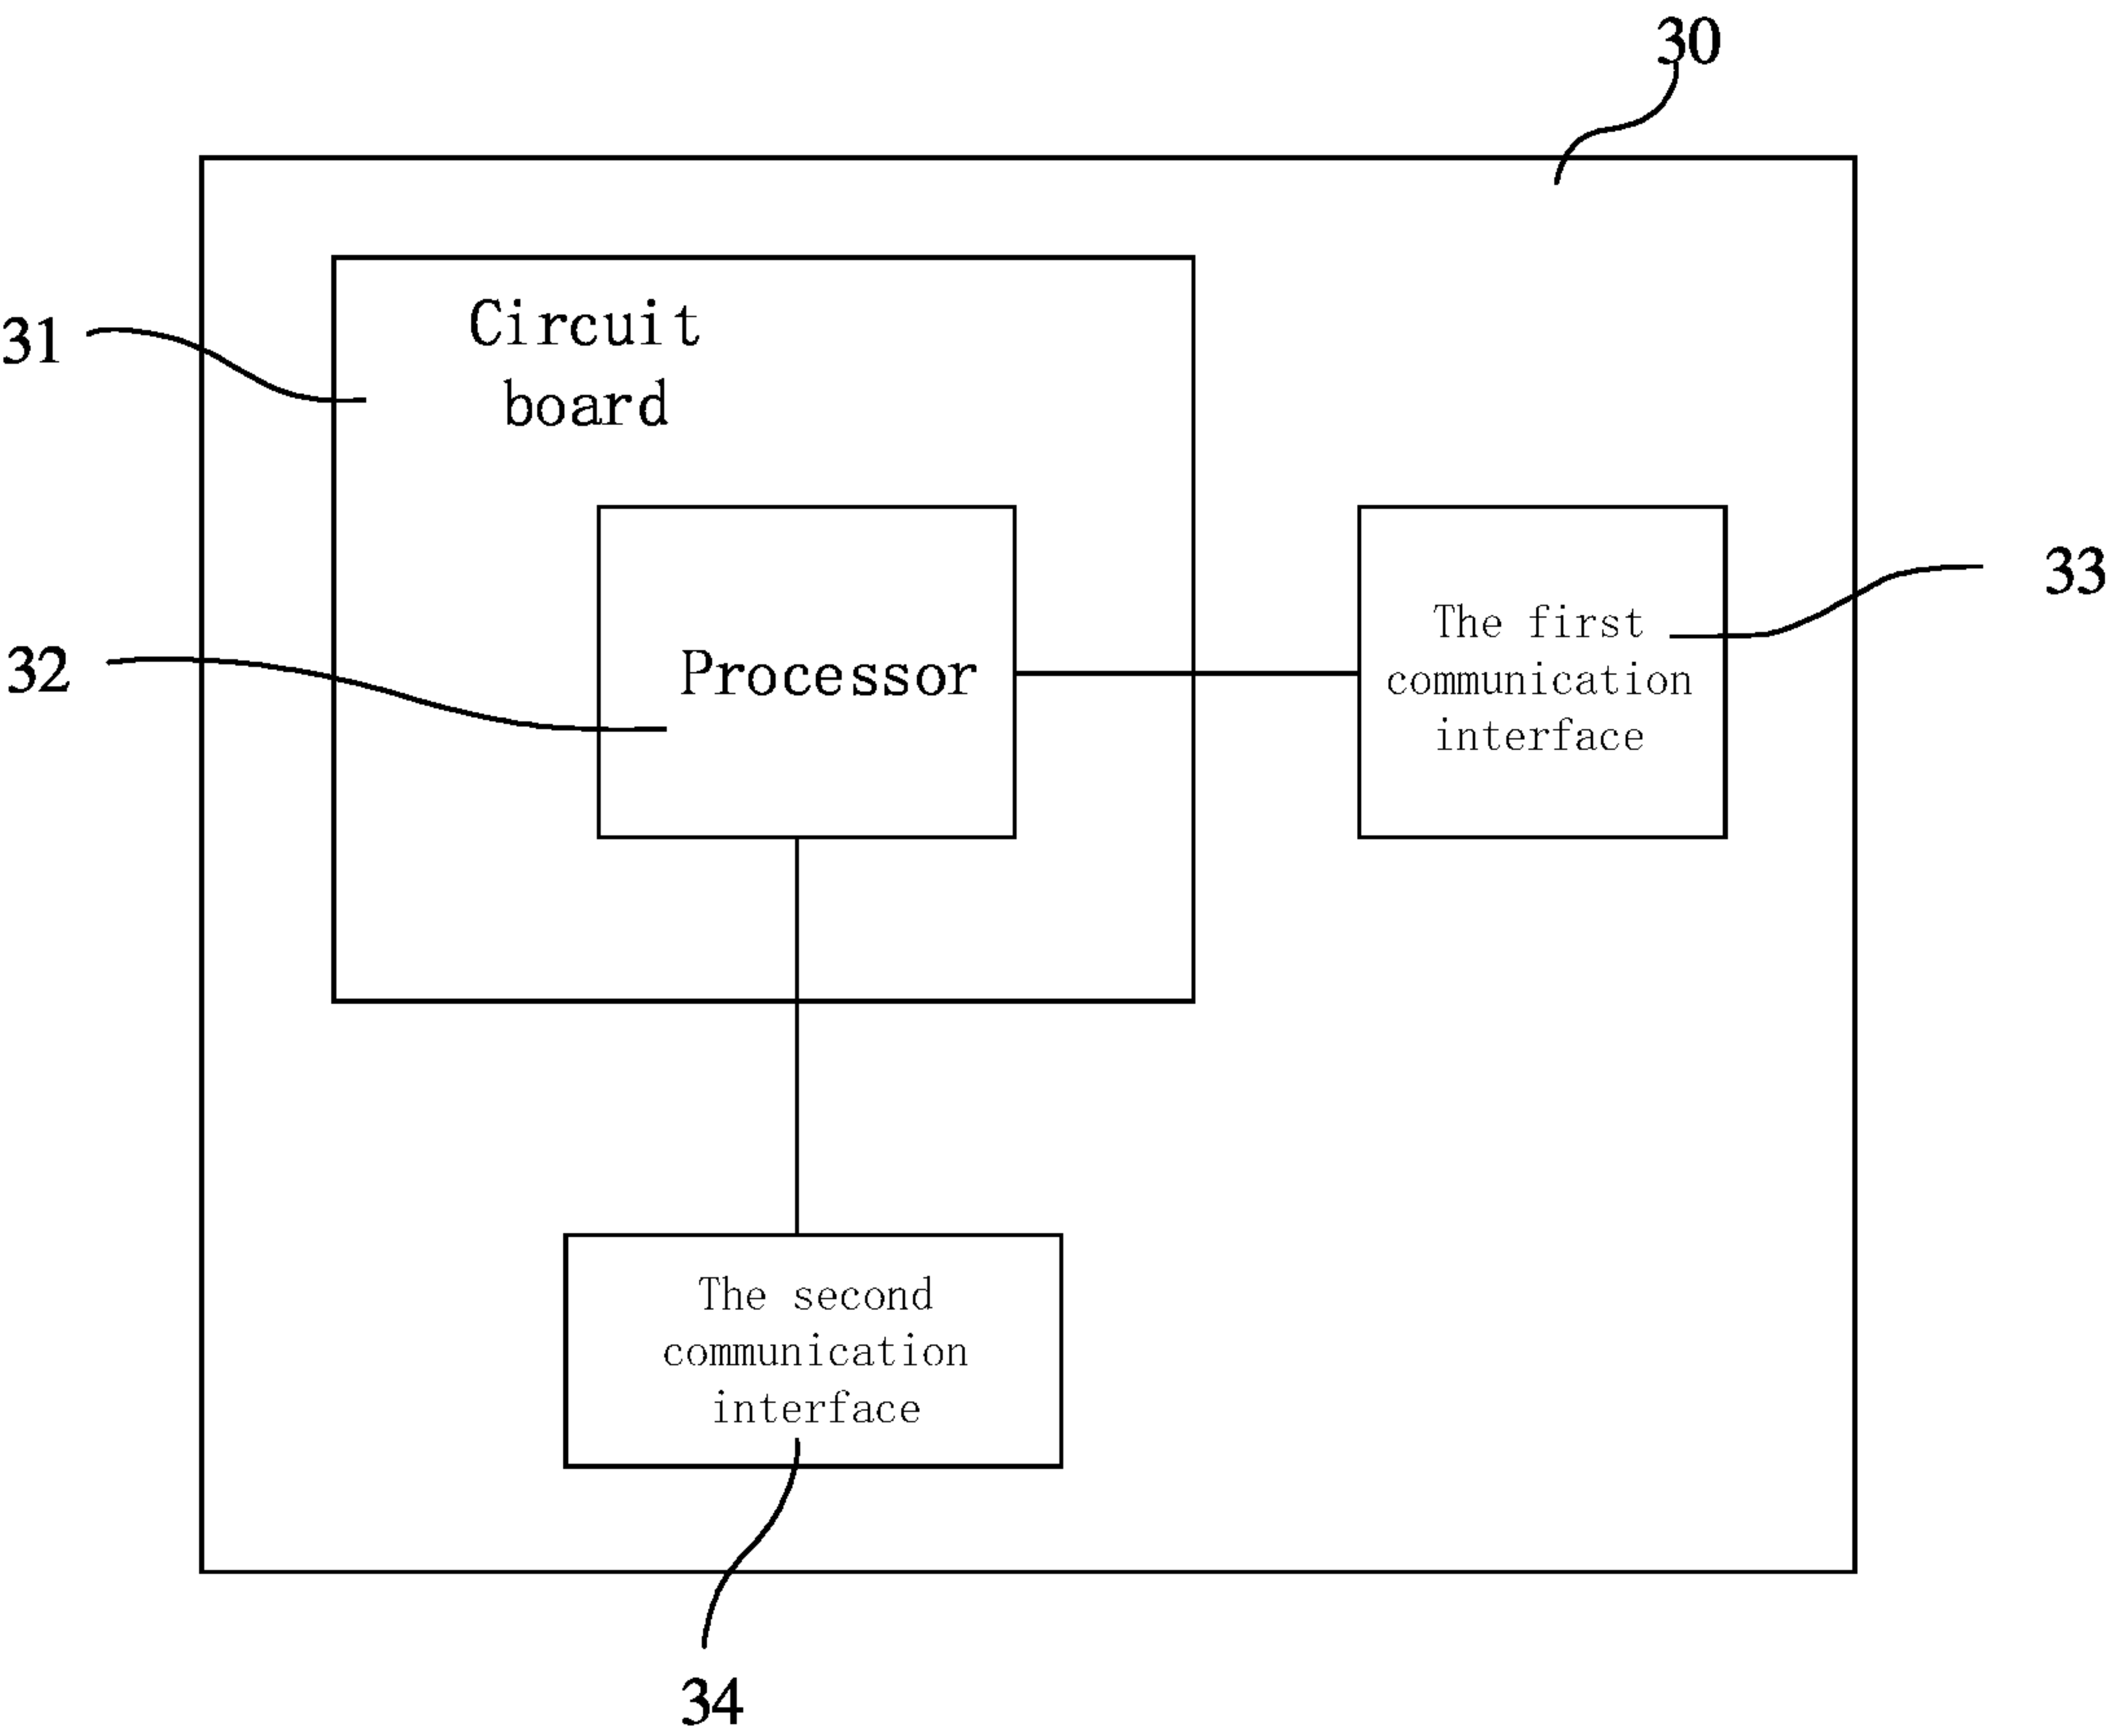 30
31
Circuit
board
33
The first
communication
interface
32
Processor
The second
communication
interface
34